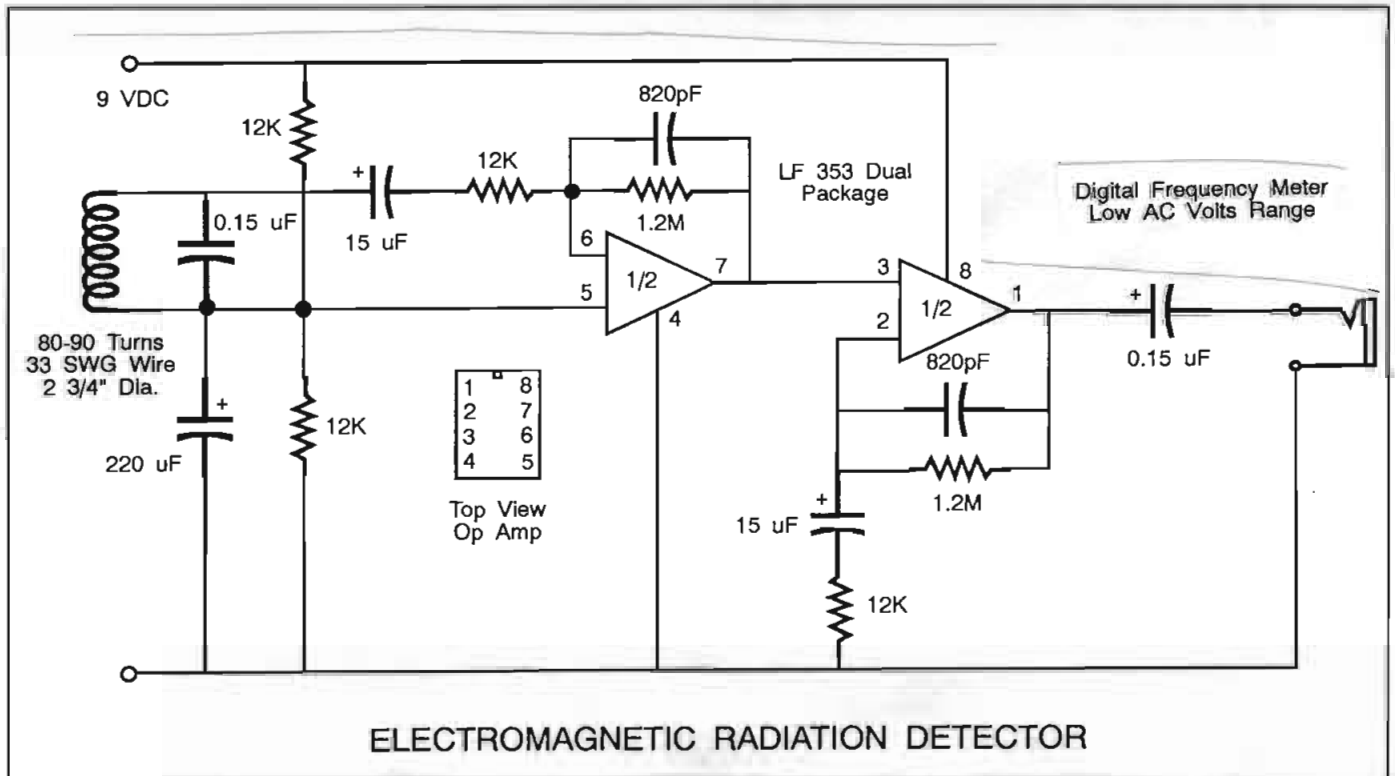 9 VDC
12K
820pF
12K
1.2M
+
15 uF
0.15 uF
LF 353 Dual
Package
Digital Frequency Meter
Low AC Volts Range
6
5
1/2
7
4
3
2
1/2
8
1
+
0.15 uF
80-90 Turns
33 SWG Wire
2 3/4" Dia.
+
220 uF
12K
1 8
2 7
3 6
4 5
Top View
Op Amp
820pF
1.2M
+
15 uF
12K
ELECTROMAGNETIC RADIATION DETECTOR